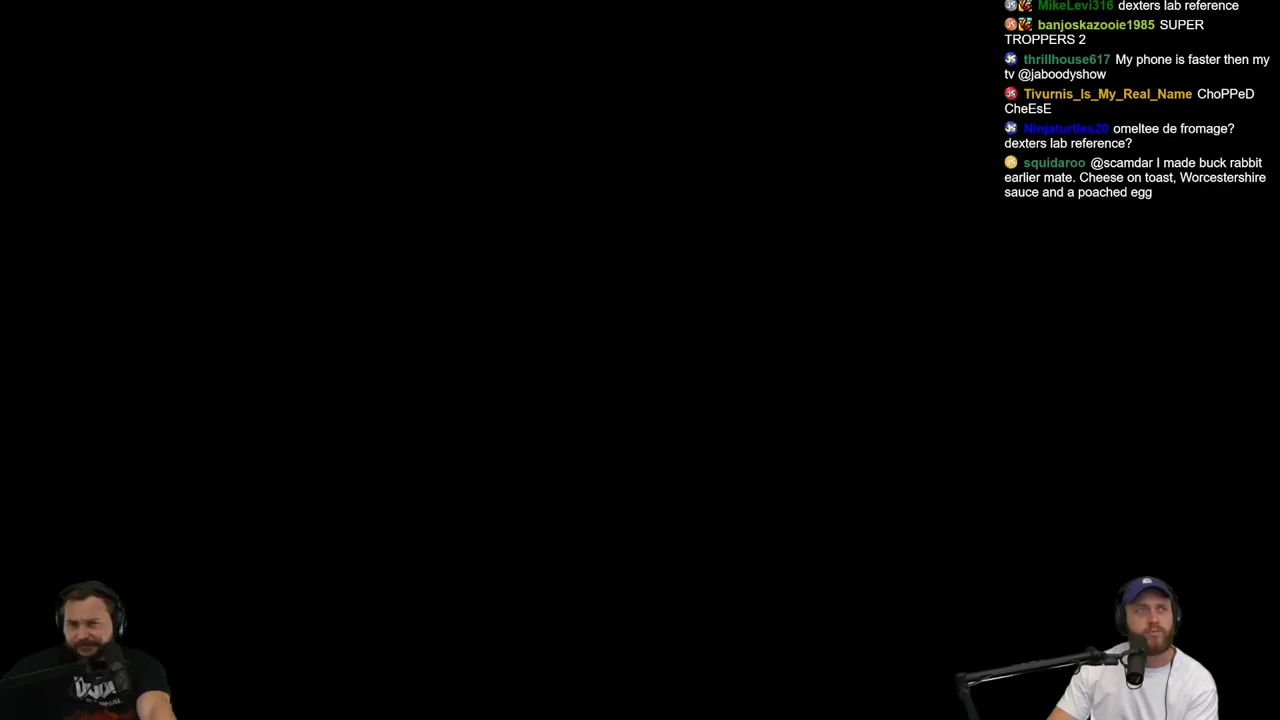 MikeLevi316 dexters lab reference
banjoskazooie1985 SUPER
TROPPERS 2
thrillhouse617 My phone is faster then my
tv @jaboodyshow
Tivurnis_Is_My_Real_Name ChoPPeD
CheEsE
Ninjaturtles20 omeltee de fromage?
dexters lab reference?
squidaroo @scamdar I made buck rabbit
earlier mate. Cheese on toast, Worcestershire
sauce and a poached egg